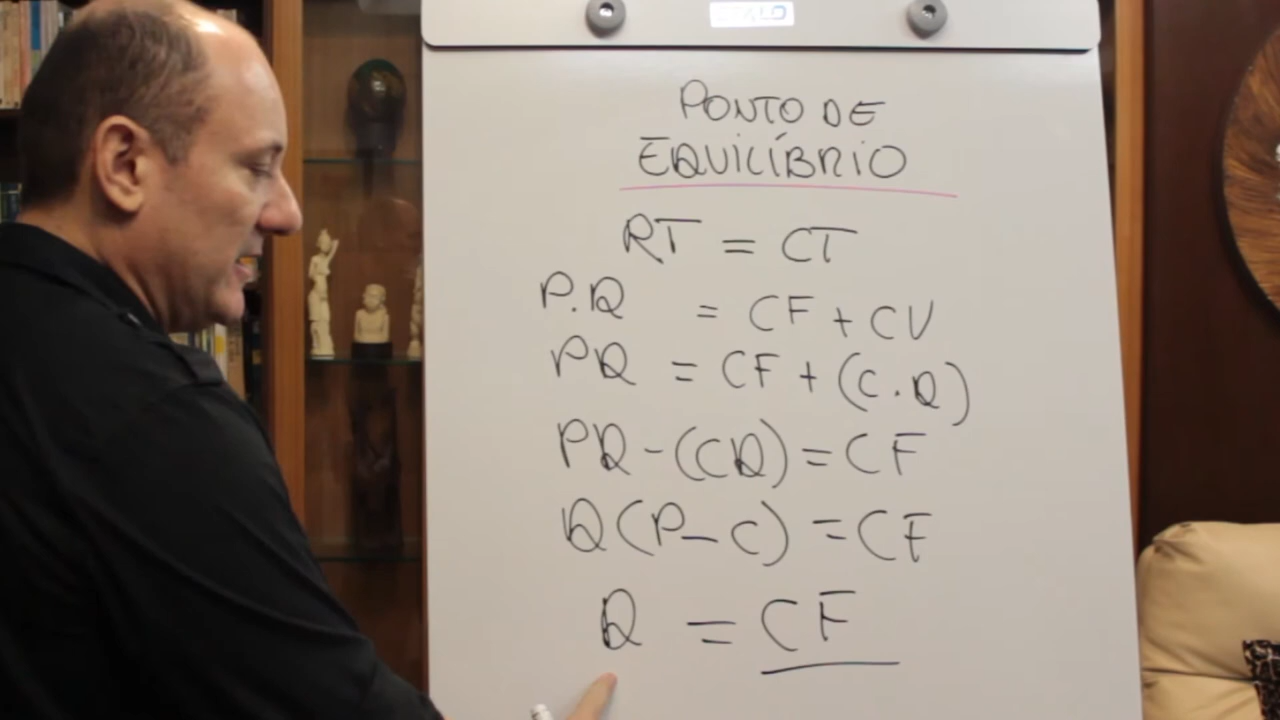 PONTO DE
EQUILÍBRIO
RT = CT
P.Q = CF + CV
PQ = CF + (C.Q)
PQ - (CQ) = CF
Q (P - C) = CF
Q = CF